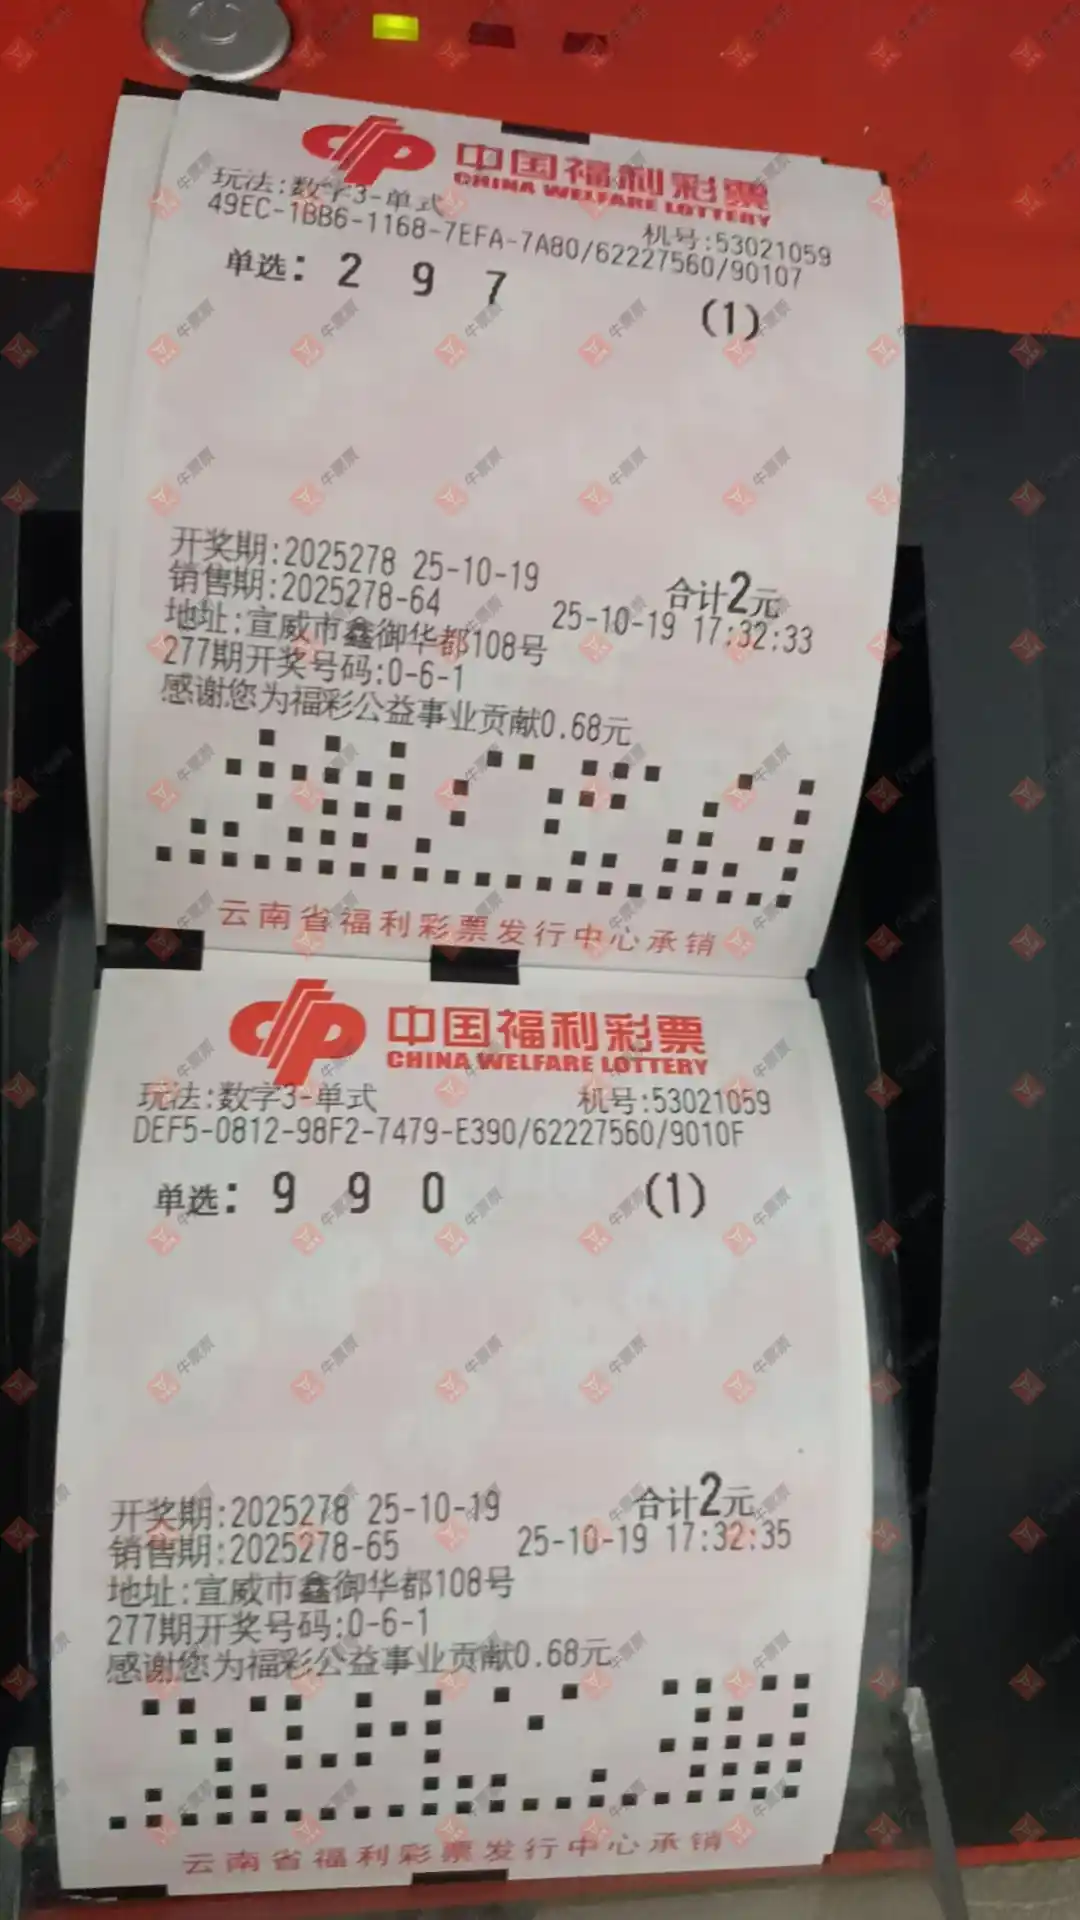 中国福利彩票
CHINA WELFARE LOTTERY
玩法:数字3-单式
机号:53021059
49EC-1BB6-1168-7EFA-7A80/62227560/90107
单选: 2 9 7 (1)
开奖期:2025278 25-10-19
合计2元
销售期:2025278-64
25-10-19 17:32:33
地址:宣威市鑫御华都108号
277期开奖号码:0-6-1
感谢您为福彩公益事业贡献0.68元
云南省福利彩票发行中心承销
中国福利彩票
CHINA WELFARE LOTTERY
玩法:数字3-单式 机号:53021059
DEF5-0812-98F2-7479-E390/62227560/9010F
单选: 9 9 0 (1)
开奖期:2025278 25-10-19 合计2元
销售期:2025278-65 25-10-19 17:32:35
地址:宣威市鑫御华都108号
277期开奖号码:0-6-1
感谢您为福彩公益事业贡献0.68元
云南省福利彩票发行中心承销